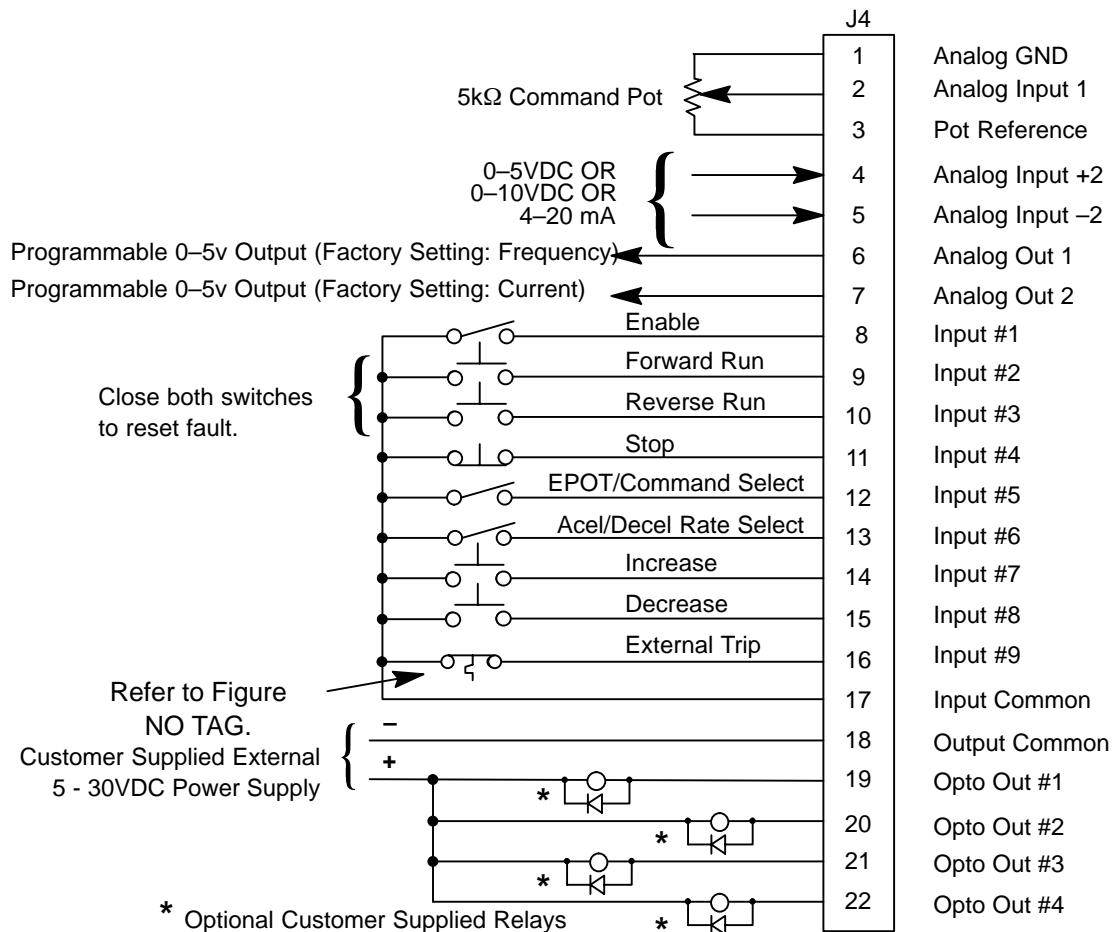 J4
1 Analog GND
5kΩ Command Pot 2 Analog Input 1
3 Pot Reference
0–5VDC OR
0–10VDC OR
4–20 mA
4 Analog Input +2
5 Analog Input –2
Programmable 0–5v Output (Factory Setting: Frequency) 6 Analog Out 1
Programmable 0–5v Output (Factory Setting: Current) 7 Analog Out 2
Enable 8 Input #1
Close both switches
to reset fault.
Forward Run 9 Input #2
Reverse Run 10 Input #3
Stop 11 Input #4
EPOT/Command Select 12 Input #5
Acel/Decel Rate Select 13 Input #6
Increase 14 Input #7
Decrease 15 Input #8
External Trip 16 Input #9
Refer to Figure
NO TAG.
17 Input Common
Customer Supplied External
5 - 30VDC Power Supply
– 18 Output Common
+ * 19 Opto Out #1
* 20 Opto Out #2
* 21 Opto Out #3
* 22 Opto Out #4
* Optional Customer Supplied Relays